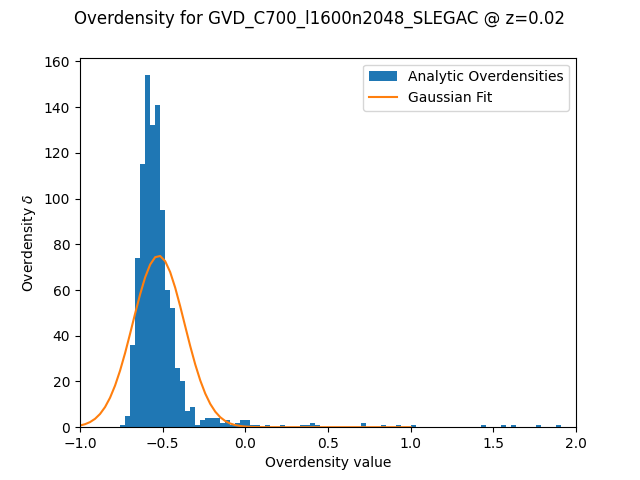 Overdensity for GVD_C700_l1600n2048_SLEGAC @ z=0.02
160
140
120
100
80
60
40
20
0
Overdensity δ
Analytic Overdensities
Gaussian Fit
−1.0 −0.5 0.0 0.5 1.0 1.5 2.0
Overdensity value